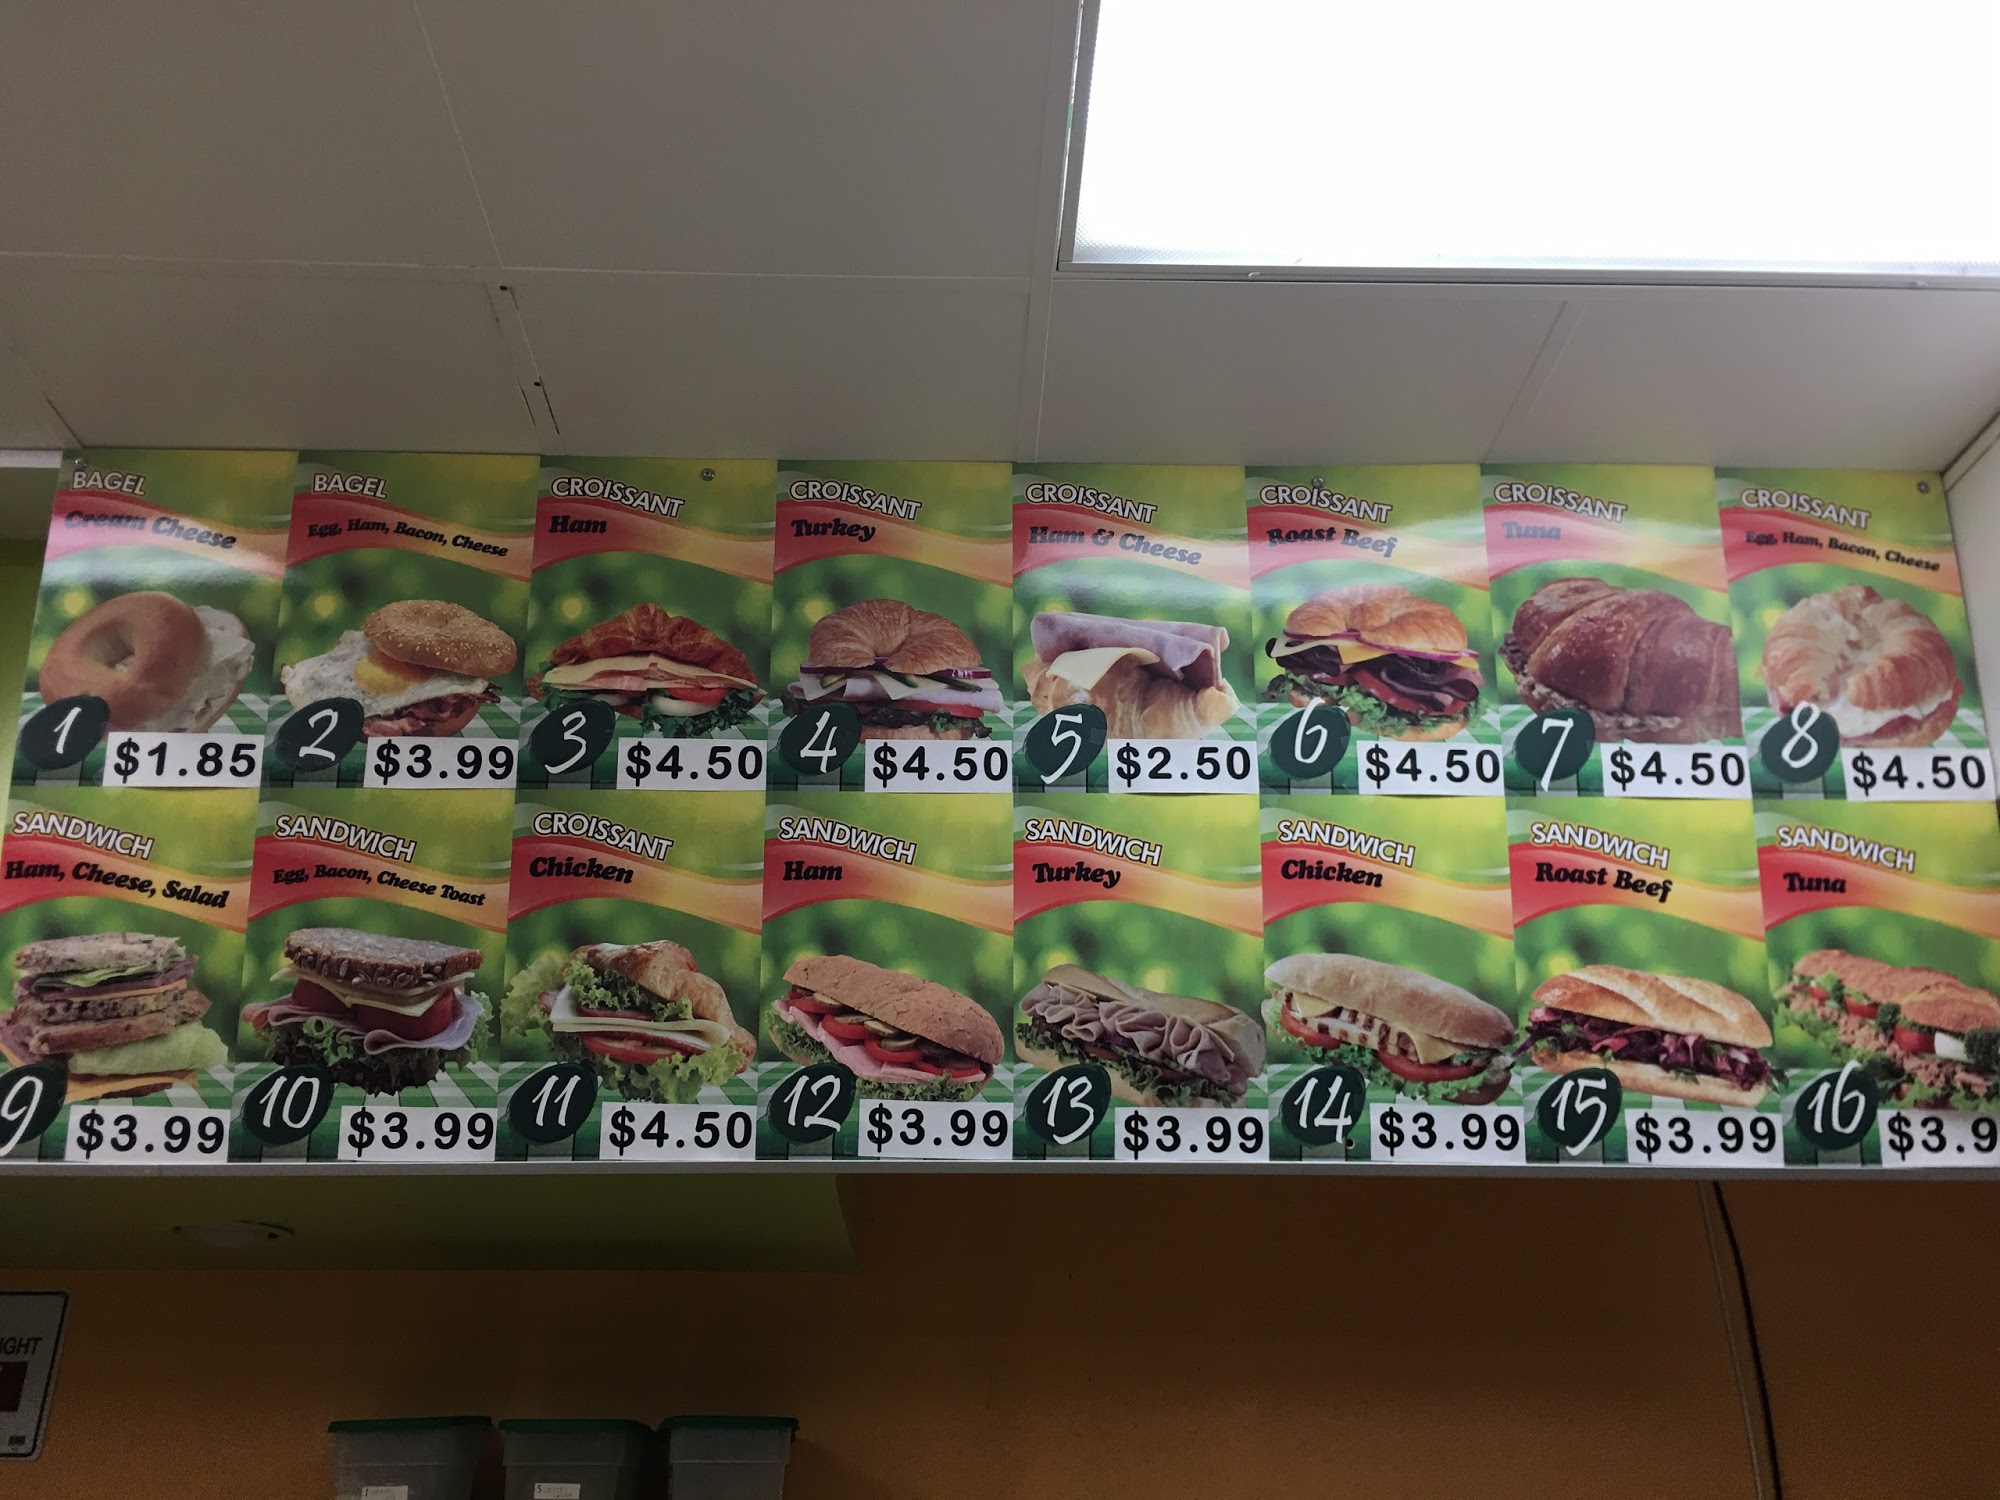 BAGEL
Cream Cheese
1
$1.85
BAGEL
Egg, Ham, Bacon, Cheese
2
$3.99
CROISSANT
Ham
3
$4.50
CROISSANT
Turkey
4
$4.50
CROISSANT
Ham & Cheese
5
$2.50
CROISSANT
Roast Beef
6
$4.50
CROISSANT
Tuna
7
$4.50
CROISSANT
Egg, Ham, Bacon, Cheese
8
$4.50
SANDWICH
Ham, Cheese, Salad
9
$3.99
SANDWICH
Egg, Bacon, Cheese Toast
10
$3.99
CROISSANT
Chicken
11
$4.50
SANDWICH
Ham
12
$3.99
SANDWICH
Turkey
13
$3.99
SANDWICH
Chicken
14
$3.99
SANDWICH
Roast Beef
15
$3.99
SANDWICH
Tuna
16
$3.9
IGHT